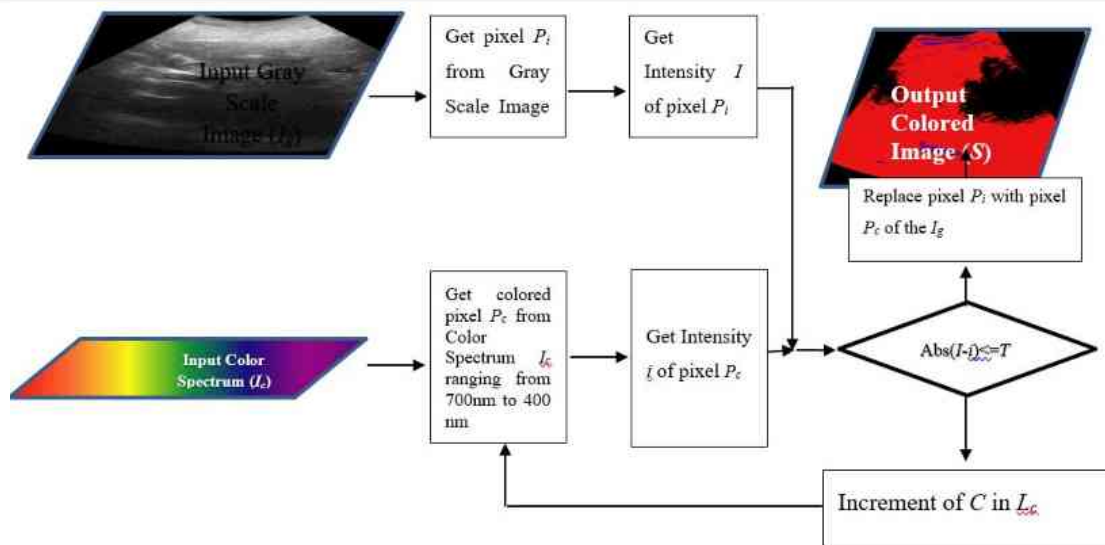 Input Gray
Scale
Image (Ig)
Get pixel Pi
from Gray
Scale Image
Get
Intensity I
of pixel Pi
Output
Colored
Image (S)
Replace pixel Pi with pixel
Pc of the Ig
Input Color
Spectrum (Ic)
Get colored
pixel Pc from
Color
Spectrum Ic
ranging from
700nm to 400
nm
Get Intensity
i of pixel Pc
Abs(I-i)<=T
Increment of C in Ic